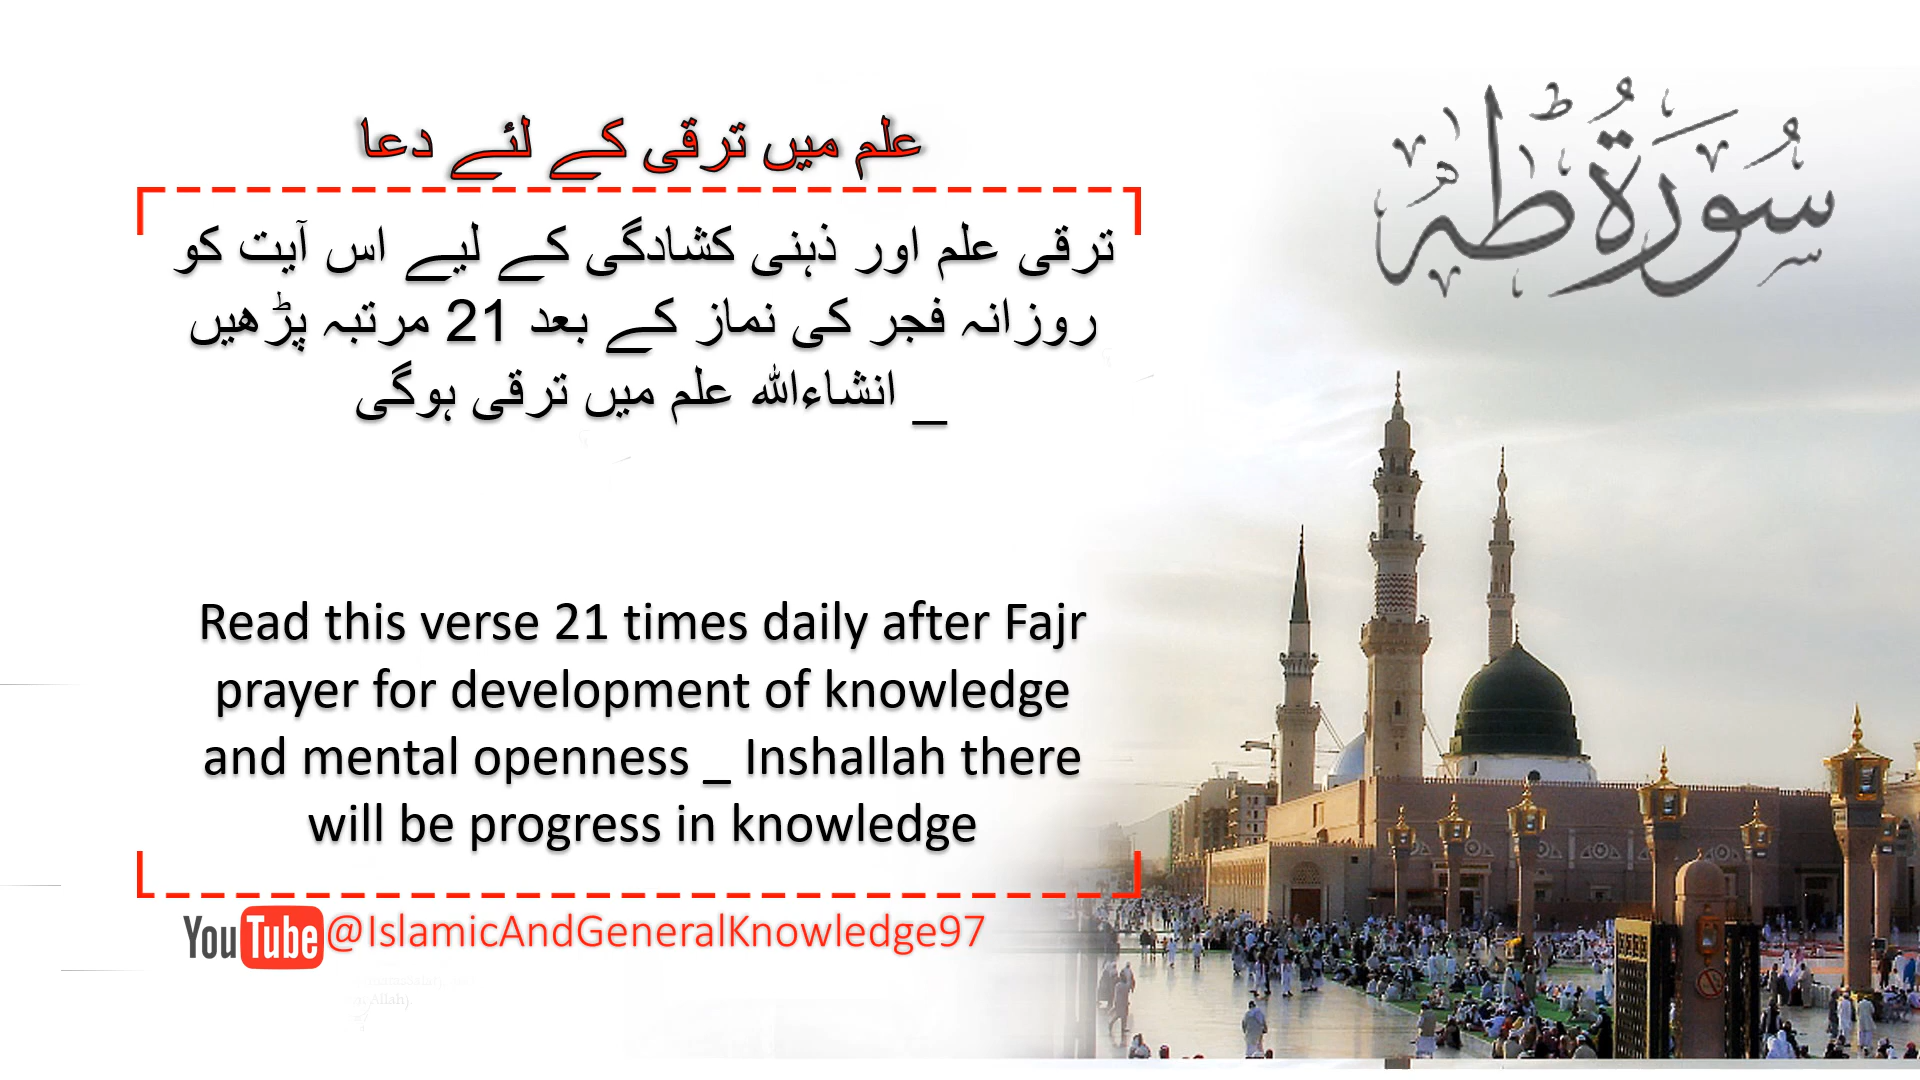 علم میں ترقی کے لئے دعا
ترقی علم اور ذہنی کشادگی کے لیے اس آیت کو
روزانہ فجر کی نماز کے بعد 21 مرتبہ پڑھیں
_ انشاءاللہ علم میں ترقی ہوگی
سُورَةُ طٰهٰ
Read this verse 21 times daily after Fajr
prayer for development of knowledge
and mental openness _ Inshallah there
will be progress in knowledge
YouTube @IslamicAndGeneralKnowledge97
Allah).